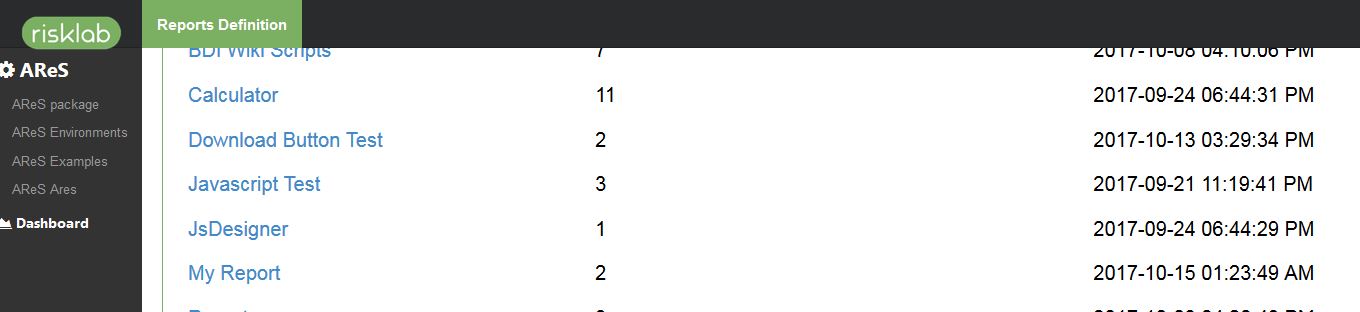 risklab
Reports Definition
AReS
AReS package
AReS Environments
AReS Examples
AReS Ares
Dashboard
BDI Wiki Scripts 7 2017-10-08 04:10:06 PM
Calculator 11 2017-09-24 06:44:31 PM
Download Button Test 2 2017-10-13 03:29:34 PM
Javascript Test 3 2017-09-21 11:19:41 PM
JsDesigner 1 2017-09-24 06:44:29 PM
My Report 2 2017-10-15 01:23:49 AM